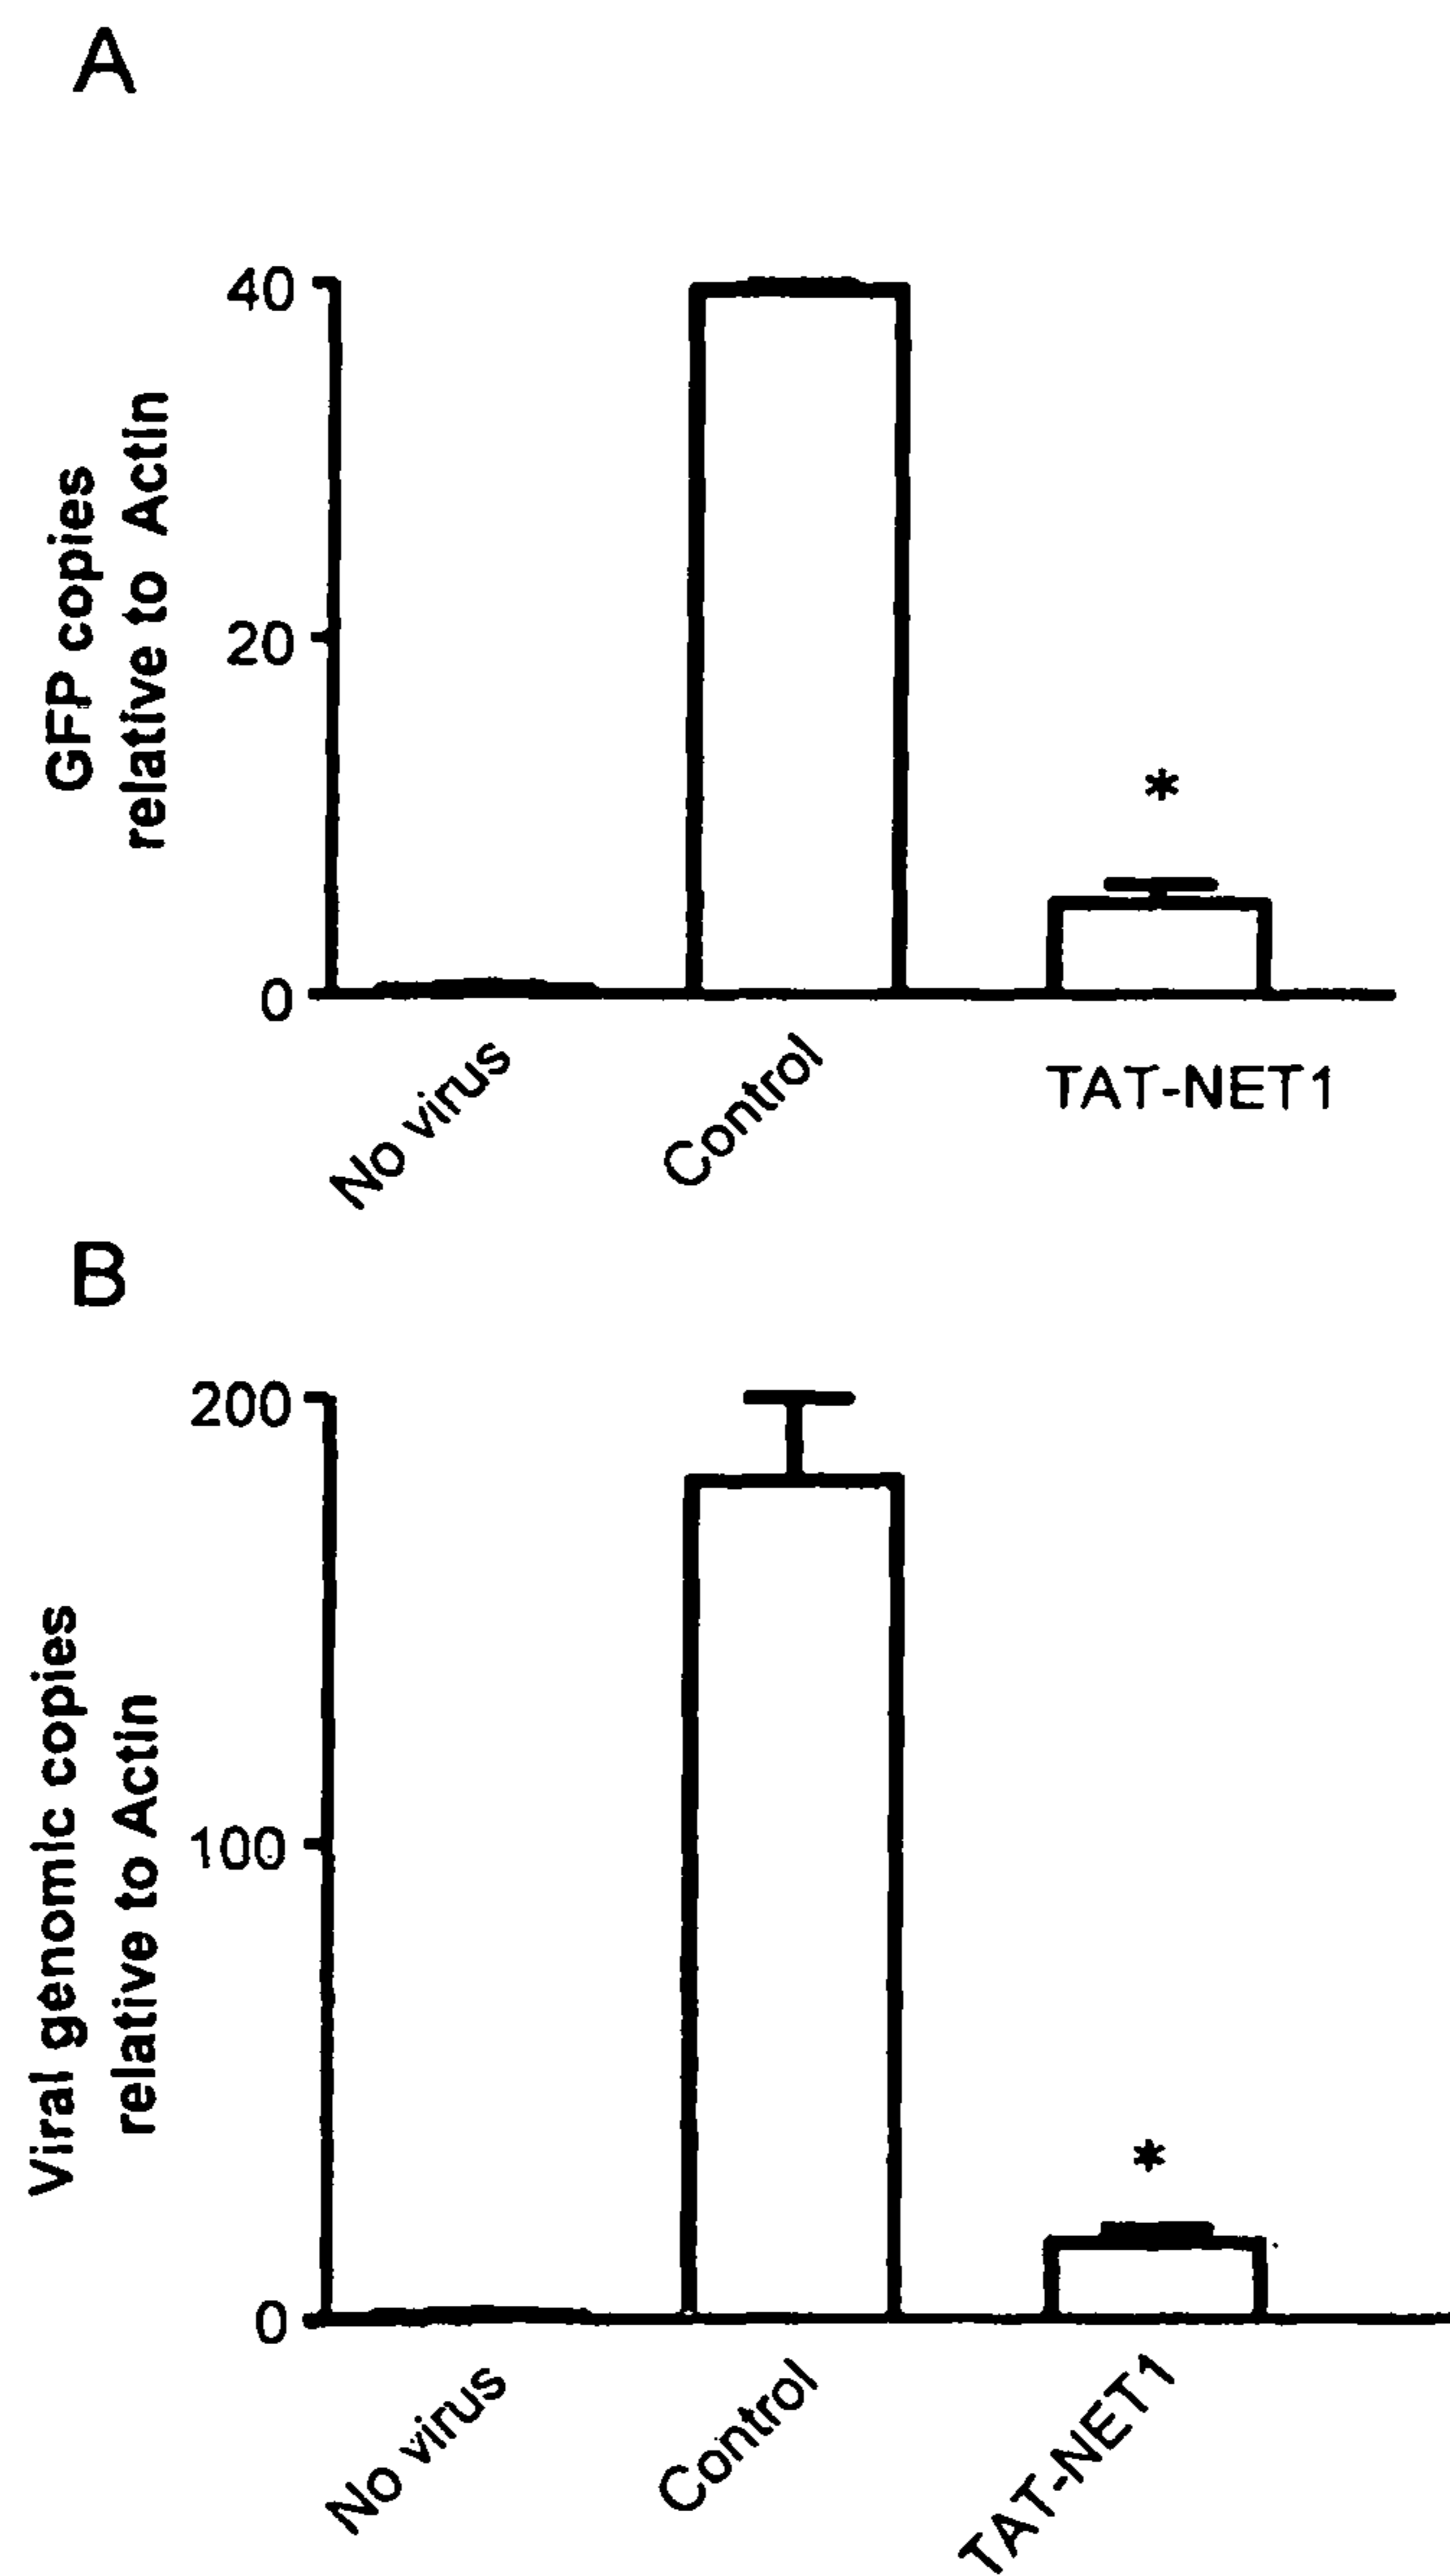 A
40
20
0
GFP copies
relative to Actin
*
No virus
Control
TAT-NET1
B
200
100
0
Viral genomic copies
relative to Actin
*
No virus
Control
TAT-NET1